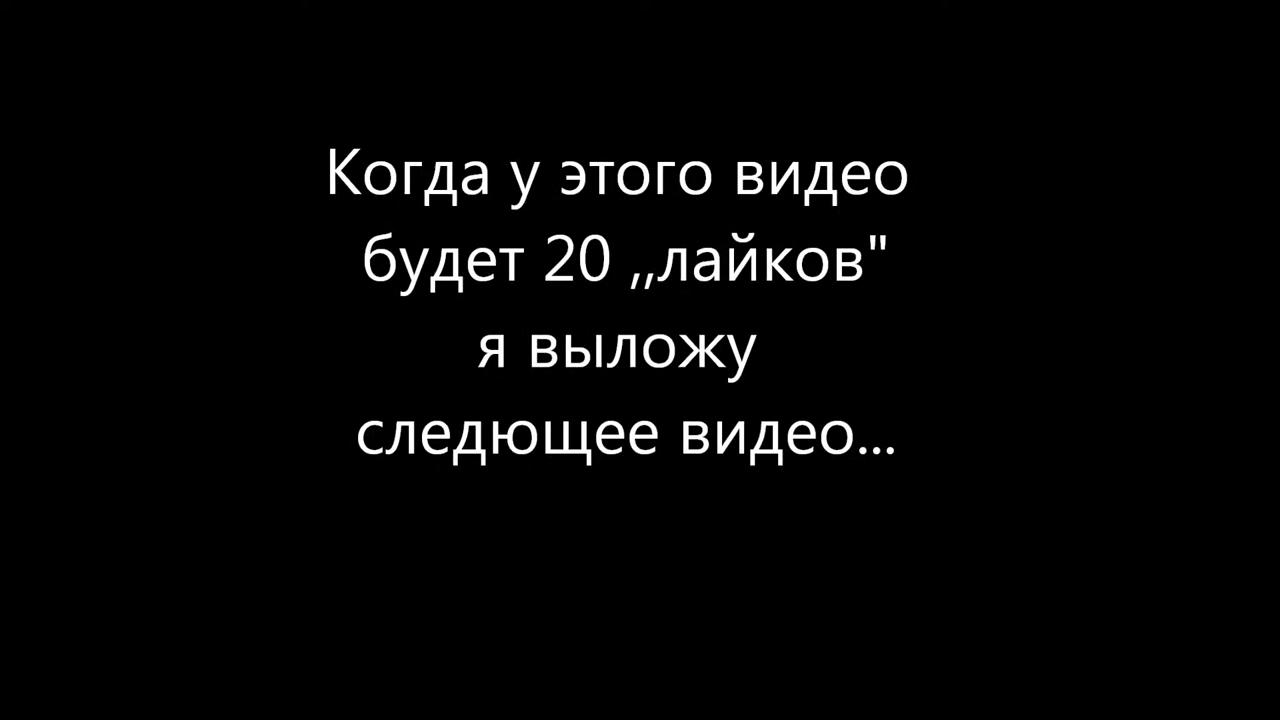 Когда у этого видео
будет 20 ,,лайков"
я выложу
следющее видео...